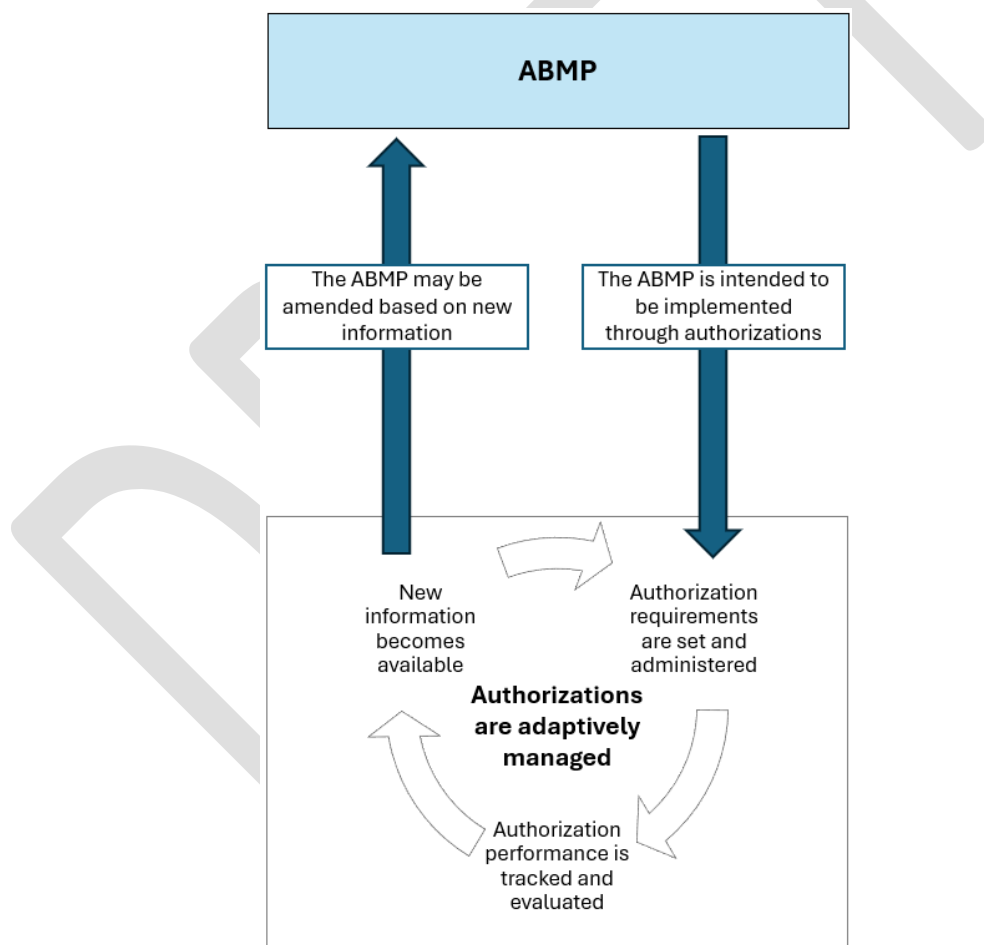 ABMP
The ABMP may be
amended based on new
information
The ABMP is intended to
be implemented
through authorizations
New
information
becomes
available
Authorization
requirements
are set and
administered
Authorizations
are adaptively
managed
Authorization
performance is
tracked and
evaluated